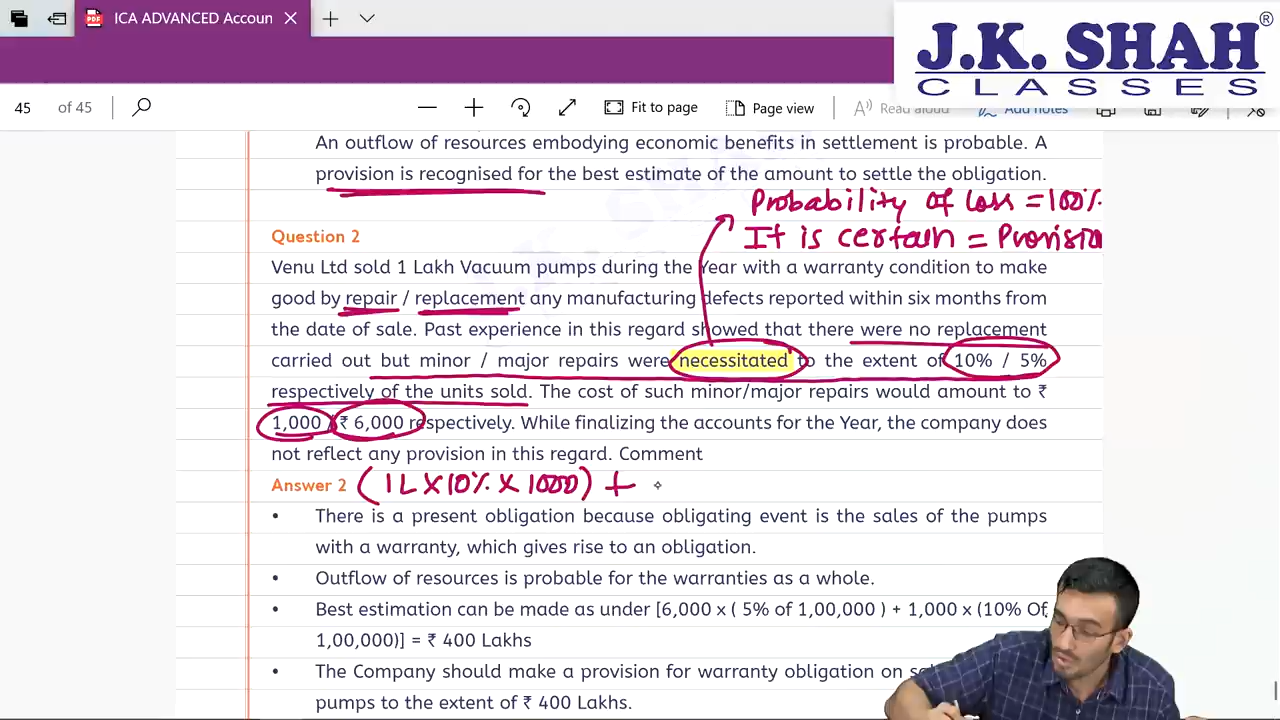 ICA ADVANCED Accoun
J.K. SHAH®
CLASSES
45 of 45
Fit to page
Page view
Read aloud
Add notes
An outflow of resources embodying economic benefits in settlement is probable. A
provision is recognised for the best estimate of the amount to settle the obligation.
Probability of Loss = 100%
It is certain = Provision
Question 2
Venu Ltd sold 1 Lakh Vacuum pumps during the Year with a warranty condition to make
good by repair / replacement any manufacturing defects reported within six months from
the date of sale. Past experience in this regard showed that there were no replacement
carried out but minor / major repairs were necessitated to the extent of 10% / 5%
respectively of the units sold. The cost of such minor/major repairs would amount to ₹
1,000 / ₹ 6,000 respectively. While finalizing the accounts for the Year, the company does
not reflect any provision in this regard. Comment
Answer 2 (1L X 10% X 1000) +
• There is a present obligation because obligating event is the sales of the pumps
with a warranty, which gives rise to an obligation.
• Outflow of resources is probable for the warranties as a whole.
• Best estimation can be made as under [6,000 x ( 5% of 1,00,000 ) + 1,000 x (10% Of
1,00,000)] = ₹ 400 Lakhs
• The Company should make a provision for warranty obligation on
pumps to the extent of ₹ 400 Lakhs.